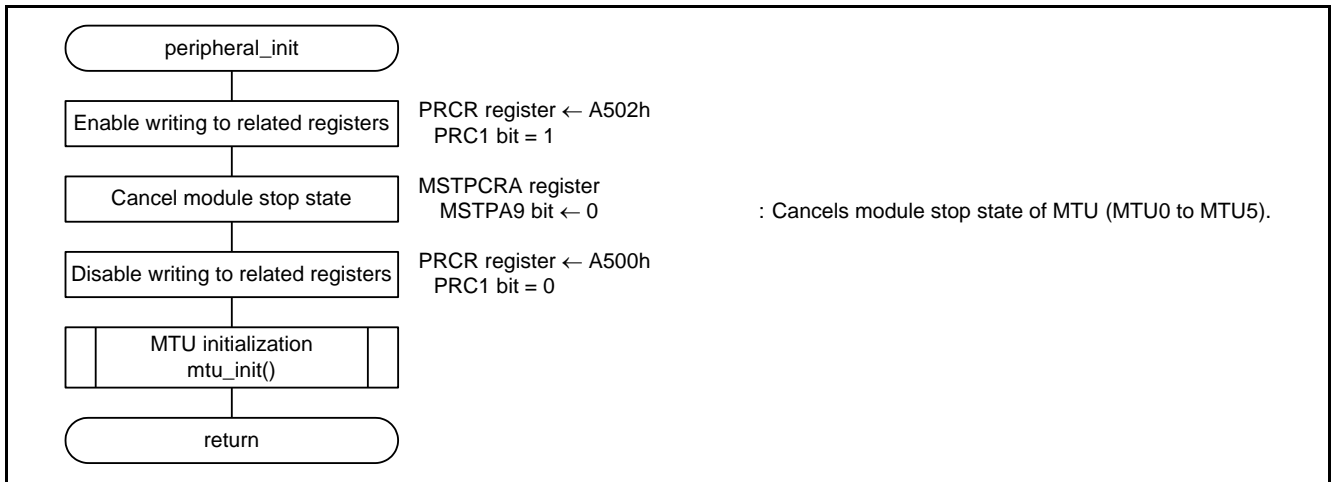 peripheral_init
Enable writing to related registers
PRCR register ← A502h
PRC1 bit = 1
Cancel module stop state
MSTPCRA register
MSTPA9 bit ← 0
: Cancels module stop state of MTU (MTU0 to MTU5).
Disable writing to related registers
PRCR register ← A500h
PRC1 bit = 0
MTU initialization
mtu_init()
return